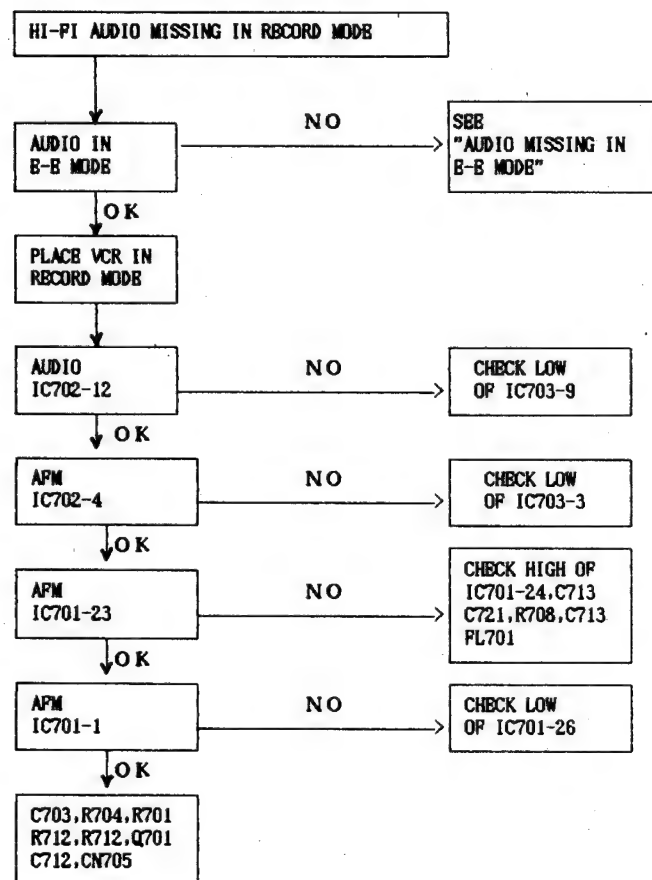 HI-FI AUDIO MISSING IN RECORD MODE
AUDIO IN
E-E MODE
NO
SEE
"AUDIO MISSING IN
E-E MODE"
OK
PLACE VCR IN
RECORD MODE
AUDIO
IC702-12
NO
CHECK LOW
OF IC703-9
OK
AFM
IC702-4
NO
CHECK LOW
OF IC703-3
OK
AFM
IC701-23
NO
CHECK HIGH OF
IC701-24,C713
C721,R708,C713
FL701
OK
AFM
IC701-1
NO
CHECK LOW
OF IC701-26
OK
C703,R704,R701
R712,R712,Q701
C712,CN705